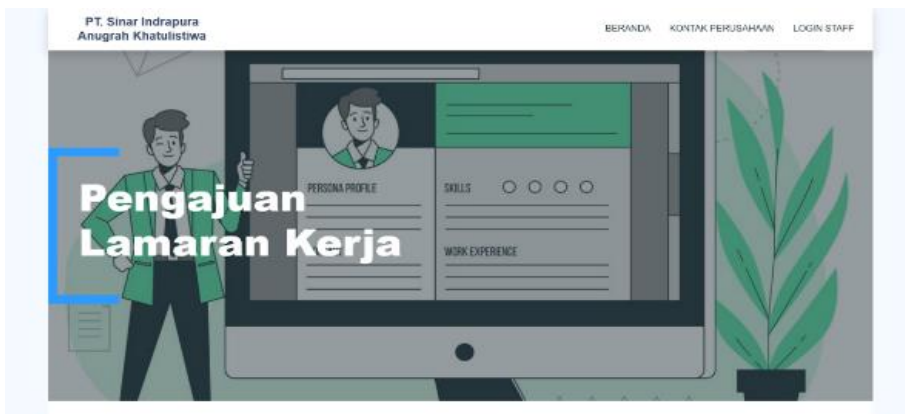 PT. Sinar Indrapura
Anugrah Khatulistiwa
BERANDA KONTAK PERUSAHAAN LOGIN STAFF
PERSONA PROFILE
SKILLS
Pengajuan
Lamaran Kerja
WORK EXPERIENCE